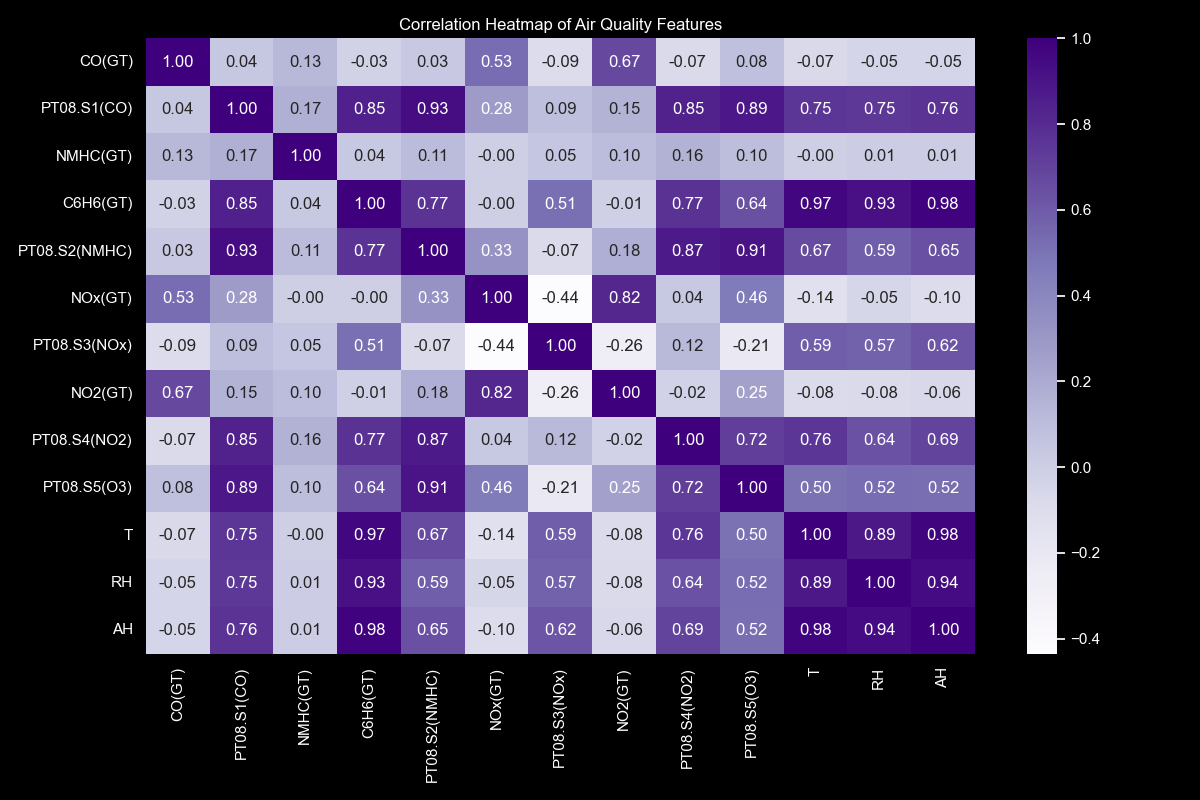 Correlation Heatmap of Air Quality Features
CO(GT) 1.00 0.04 0.13 -0.03 0.03 0.53 -0.09 0.67 -0.07 0.08 -0.07 -0.05 -0.05
PT08.S1(CO) 0.04 1.00 0.17 0.85 0.93 0.28 0.09 0.15 0.85 0.89 0.75 0.75 0.76
NMHC(GT) 0.13 0.17 1.00 0.04 0.11 -0.00 0.05 0.10 0.16 0.10 -0.00 0.01 0.01
C6H6(GT) -0.03 0.85 0.04 1.00 0.77 -0.00 0.51 -0.01 0.77 0.64 0.97 0.93 0.98
PT08.S2(NMHC) 0.03 0.93 0.11 0.77 1.00 0.33 -0.07 0.18 0.87 0.91 0.67 0.59 0.65
NOx(GT) 0.53 0.28 -0.00 -0.00 0.33 1.00 -0.44 0.82 0.04 0.46 -0.14 -0.05 -0.10
PT08.S3(NOx) -0.09 0.09 0.05 0.51 -0.07 -0.44 1.00 -0.26 0.12 -0.21 0.59 0.57 0.62
NO2(GT) 0.67 0.15 0.10 -0.01 0.18 0.82 -0.26 1.00 -0.02 0.25 -0.08 -0.08 -0.06
PT08.S4(NO2) -0.07 0.85 0.16 0.77 0.87 0.04 0.12 -0.02 1.00 0.72 0.76 0.64 0.69
PT08.S5(O3) 0.08 0.89 0.10 0.64 0.91 0.46 -0.21 0.25 0.72 1.00 0.50 0.52 0.52
T -0.07 0.75 -0.00 0.97 0.67 -0.14 0.59 -0.08 0.76 0.50 1.00 0.89 0.98
RH -0.05 0.75 0.01 0.93 0.59 -0.05 0.57 -0.08 0.64 0.52 0.89 1.00 0.94
AH -0.05 0.76 0.01 0.98 0.65 -0.10 0.62 -0.06 0.69 0.52 0.98 0.94 1.00
CO(GT)
PT08.S1(CO)
NMHC(GT)
C6H6(GT)
PT08.S2(NMHC)
NOx(GT)
PT08.S3(NOx)
NO2(GT)
PT08.S4(NO2)
PT08.S5(O3)
T
RH
AH
1.0
0.8
0.6
0.4
0.2
0.0
−0.2
−0.4